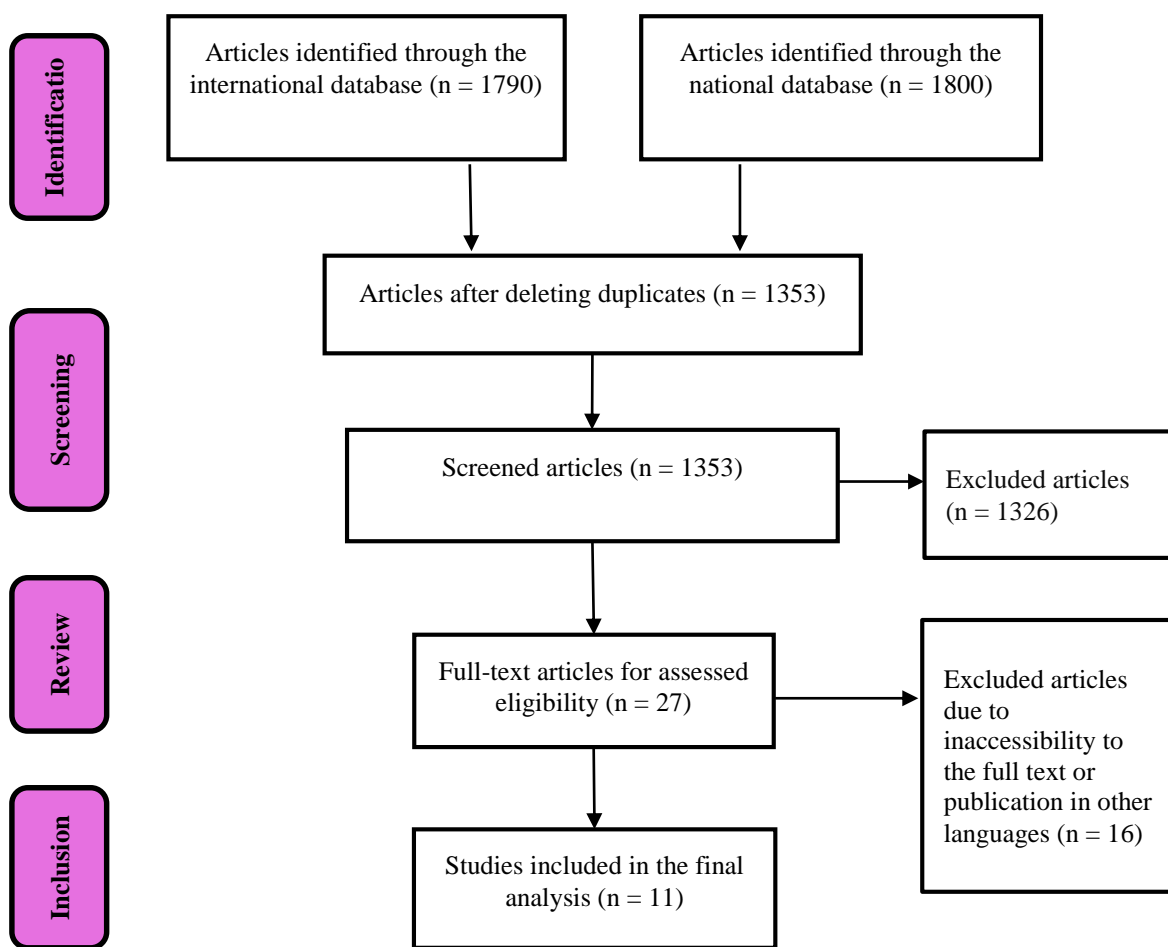 Identificatio
Articles identified through the
international database (n = 1790)
Articles identified through the
national database (n = 1800)
Articles after deleting duplicates (n = 1353)
Screening
Screened articles (n = 1353)
Excluded articles
(n = 1326)
Review
Full-text articles for assessed
eligibility (n = 27)
Excluded articles
due to
inaccessibility to
the full text or
publication in other
languages (n = 16)
Inclusion
Studies included in the final
analysis (n = 11)